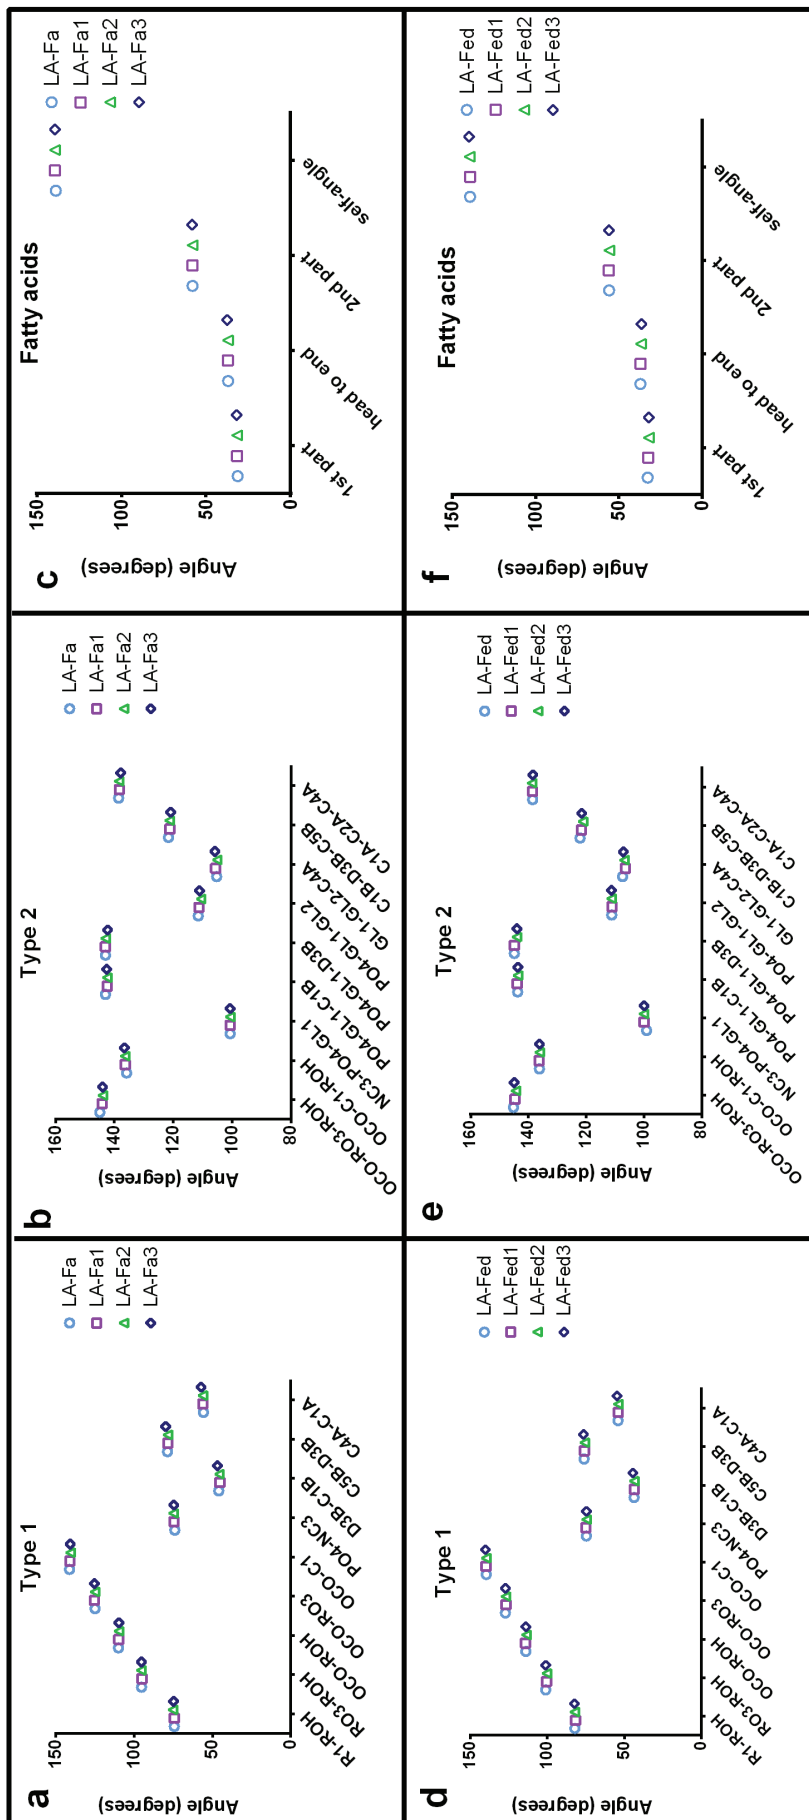 a
Type 1
Angle (degrees)
150
100
50
0
R1-ROH
RO3-ROH
OCO-ROH
OCO-RO3
OCO-C1
PO4-NC3
D3B-C1B
C5B-D3B
C4A-C1A
LA-Fa
LA-Fa1
LA-Fa2
LA-Fa3
b
Type 2
Angle (degrees)
160
140
120
100
80
OCO-RO3-ROH
OCO-C1-ROH
NC3-PO4-GL1
PO4-GL1-C1B
PO4-GL1-D3B
PO4-GL1-GL2
GL1-GL2-C4A
C1B-D3B-C5B
C1A-C2A-C4A
LA-Fa
LA-Fa1
LA-Fa2
LA-Fa3
c
Fatty acids
Angle (degrees)
150
100
50
0
1st part
head to end
2nd part
self-angle
LA-Fa
LA-Fa1
LA-Fa2
LA-Fa3
d
Type 1
Angle (degrees)
150
100
50
0
R1-ROH
RO3-ROH
OCO-ROH
OCO-RO3
OCO-C1
PO4-NC3
D3B-C1B
C5B-D3B
C4A-C1A
LA-Fed
LA-Fed1
LA-Fed2
LA-Fed3
e
Type 2
Angle (degrees)
160
140
120
100
80
OCO-RO3-ROH
OCO-C1-ROH
NC3-PO4-GL1
PO4-GL1-C1B
PO4-GL1-D3B
PO4-GL1-GL2
GL1-GL2-C4A
C1B-D3B-C5B
C1A-C2A-C4A
LA-Fed
LA-Fed1
LA-Fed2
LA-Fed3
f
Fatty acids
Angle (degrees)
150
100
50
0
1st part
head to end
2nd part
self-angle
LA-Fed
LA-Fed1
LA-Fed2
LA-Fed3